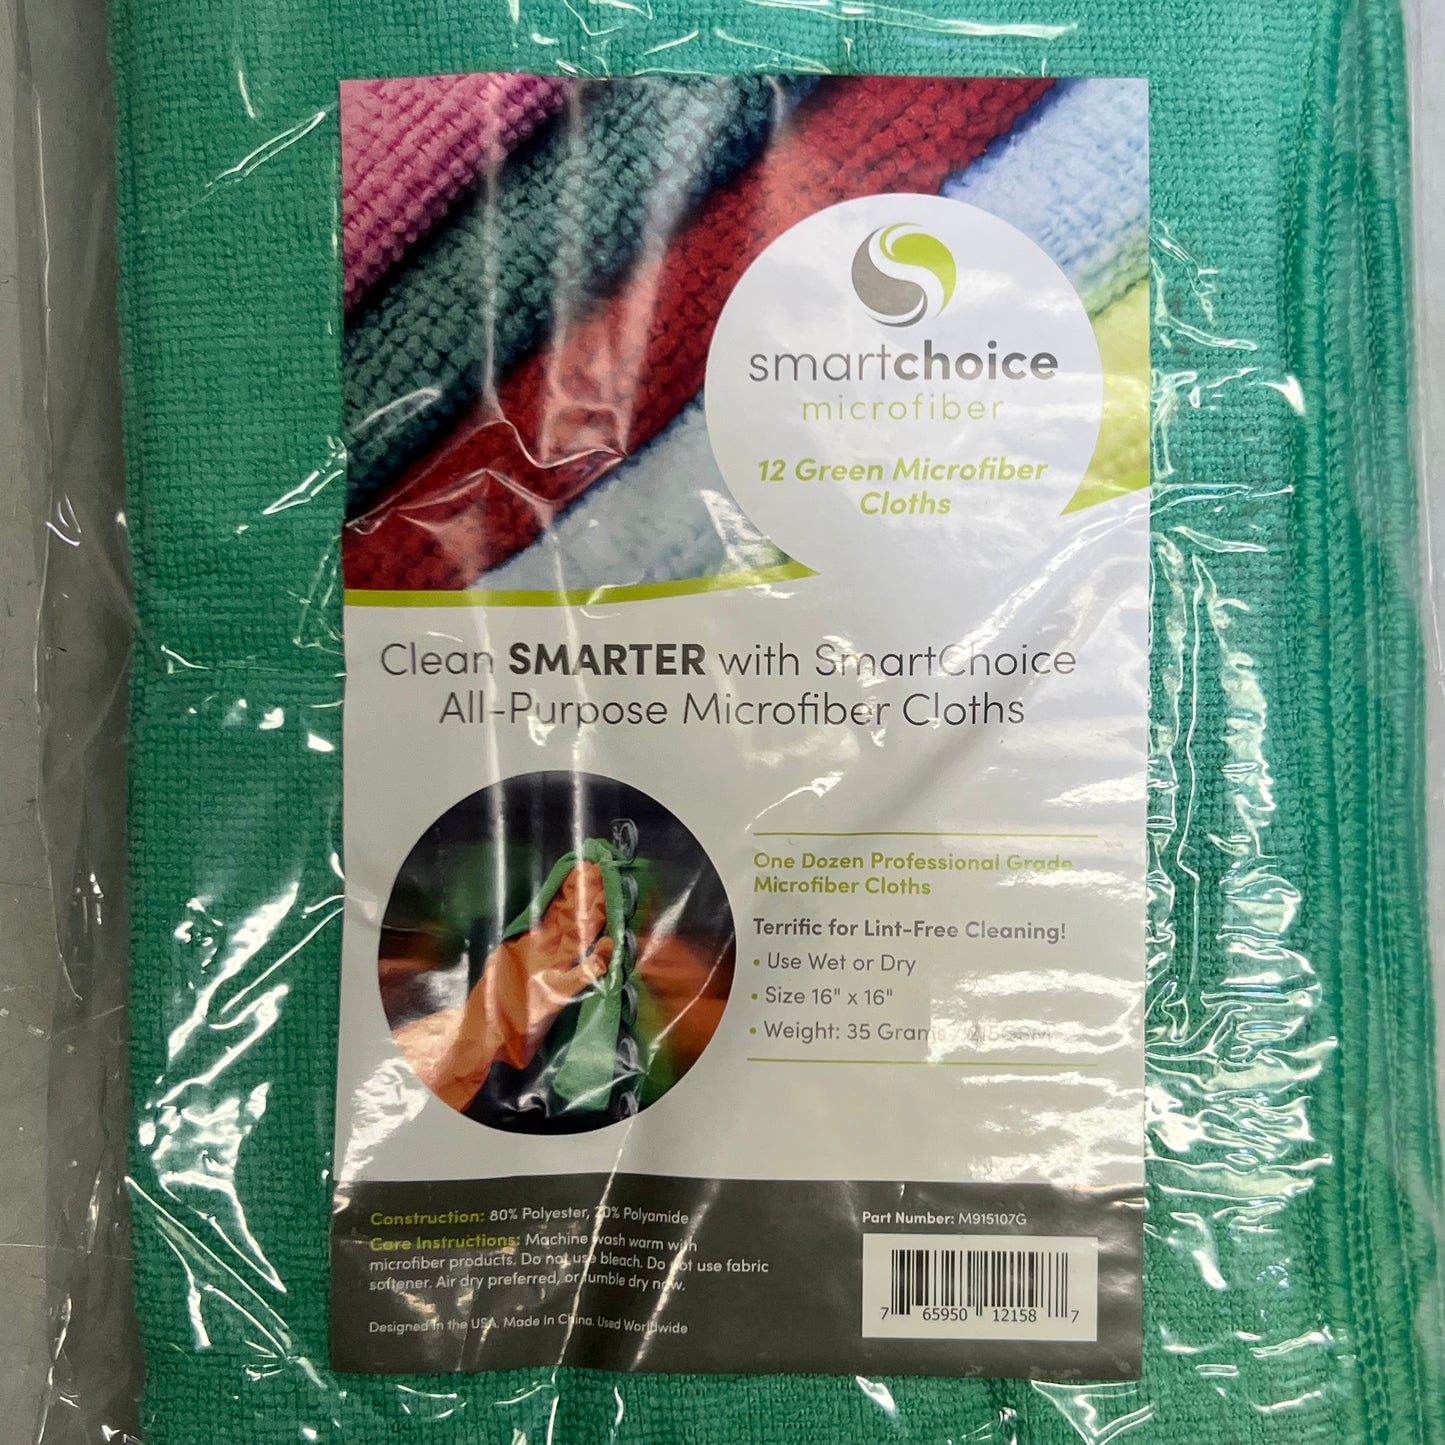 smartchoice
microfiber
12 Green Microfiber
Cloths
Clean SMARTER with SmartChoice
All-Purpose Microfiber Cloths
One Dozen Professional Grade
Microfiber Cloths
Terrific for Lint-Free Cleaning!
• Use Wet or Dry
• Size 16" x 16"
• Weight: 35 Grams / 215GSM
Construction: 80% Polyester, 20% Polyamide
Care Instructions: Machine wash warm with
microfiber products. Do not use bleach. Do not use fabric
softener. Air dry preferred, or tumble dry now.
Designed in the USA. Made In China. Used Worldwide
Part Number: M915107G
7 65950 12158 7